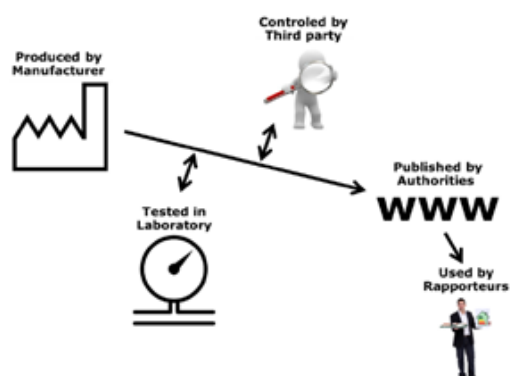 Controled by
Third party
Produced by
Manufacturer
Published by
Authorities
WWW
Tested in
Laboratory
Used by
Rapporteurs